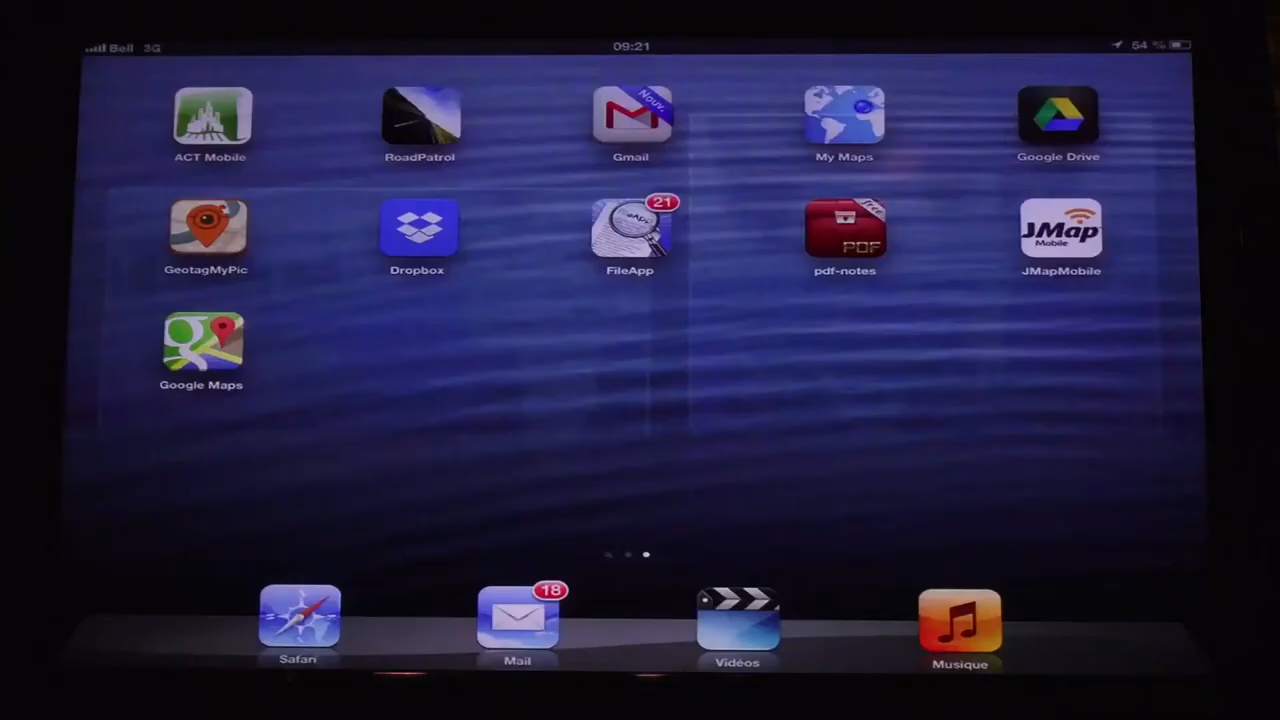 Bell 3G 09:21 54 %
ACT Mobile
RoadPatrol
Nouv.
Gmail
My Maps
Google Drive
GeotagMyPic
Dropbox
21
FileApp
free
PDF
pdf-notes
JMap
Mobile
JMapMobile
g
Google Maps
Safari
18
Mail
Vidéos
Musique